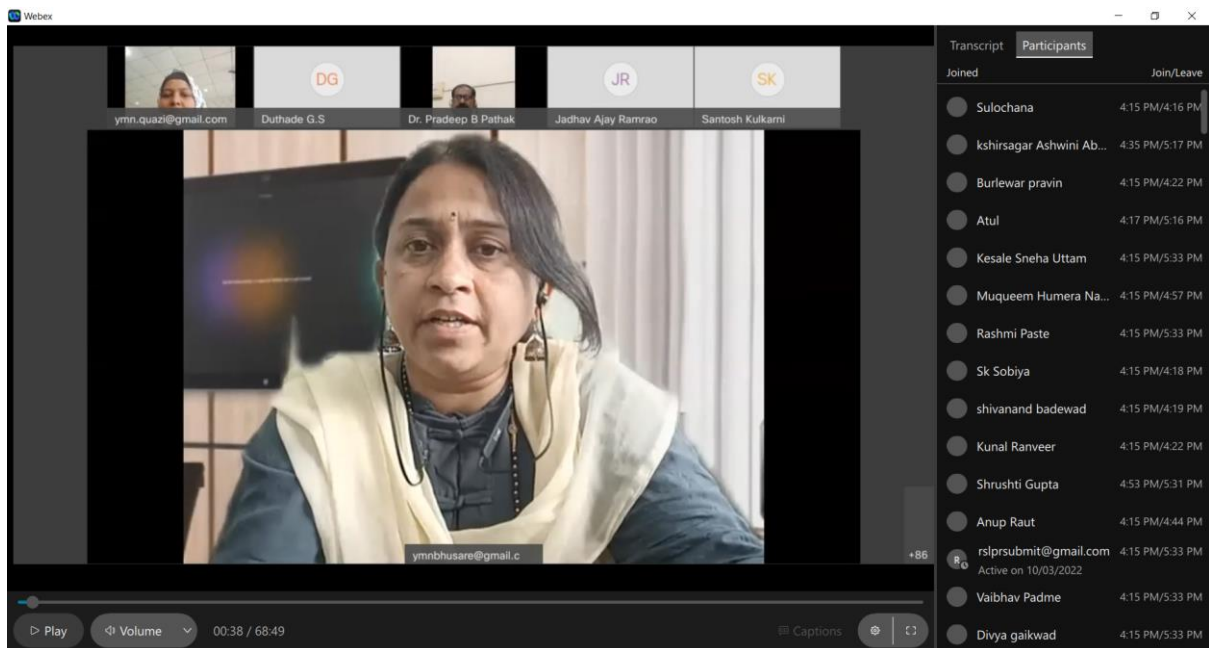 Webex
ymn.quazi@gmail.com
DG
Duthade G.S
Dr. Pradeep B Pathak
JR
Jadhav Ajay Ramrao
SK
Santosh Kulkarni
ymnbhusare@gmail.c
+86
Play
Volume
00:38 / 68:49
Captions
Transcript Participants
Joined Join/Leave
Sulochana 4:15 PM/4:16 PM
kshirsagar Ashwini Ab... 4:35 PM/5:17 PM
Burlewar pravin 4:15 PM/4:22 PM
Atul 4:17 PM/5:16 PM
Kesale Sneha Uttam 4:15 PM/5:33 PM
Muqueem Humera Na... 4:15 PM/4:57 PM
Rashmi Paste 4:15 PM/5:33 PM
Sk Sobiya 4:15 PM/4:18 PM
shivanand badewad 4:15 PM/4:19 PM
Kunal Ranveer 4:15 PM/4:22 PM
Shrushti Gupta 4:53 PM/5:31 PM
Anup Raut 4:15 PM/4:44 PM
R rslprsubmit@gmail.com 4:15 PM/5:33 PM
Active on 10/03/2022
Vaibhav Padme 4:15 PM/5:33 PM
Divya gaikwad 4:15 PM/5:33 PM